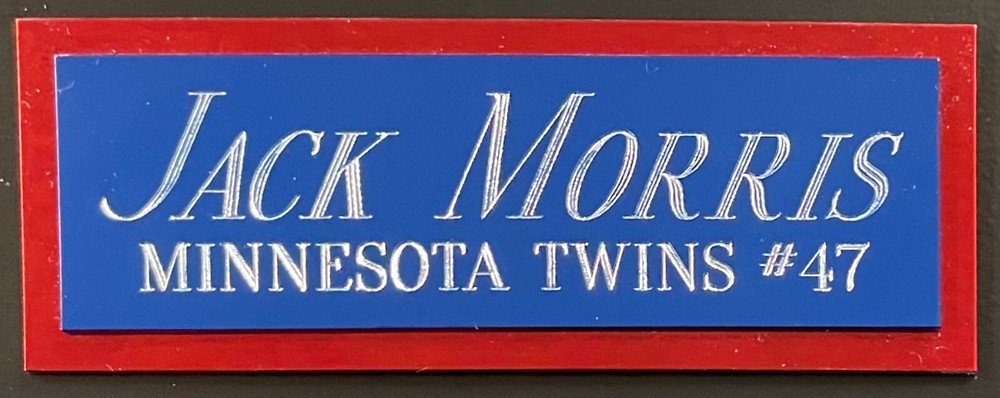 JACK MORRIS
MINNESOTA TWINS #47